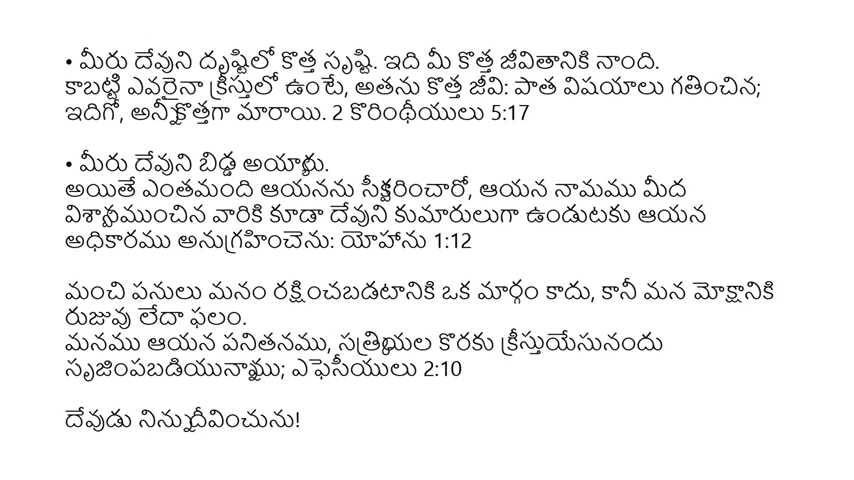 • మీరు దేవుని దృష్టిలో కొత్త సృష్టి. ఇది మీ కొత్త జీవితానికి నాంది.
కాబట్టి ఎవరైనా క్రీస్తులో ఉంటే, అతను కొత్త జీవి: పాత విషయాలు గతించిన;
ఇదిగో, అన్నీ కొత్తగా మారాయి. 2 కొరింథీయులు 5:17
• మీరు దేవుని బిడ్డ అయ్యారు.
అయితే ఎంతమంది ఆయనను స్వీకరించారో, ఆయన నామము మీద
విశ్వాసముంచిన వారికి కూడా దేవుని కుమారులుగా ఉండుటకు ఆయన
అధికారము అనుగ్రహించెను: యోహాను 1:12
మంచి పనులు మనం రక్షించబడటానికి ఒక మార్గం కాదు, కానీ మన మోక్షానికి
రుజువు లేదా ఫలం.
మనము ఆయన పనితనము, సత్క్రియల కొరకు క్రీస్తుయేసునందు
సృజింపబడియున్నాము; ఎఫెసీయులు 2:10
దేవుడు నిన్ను దీవించును!